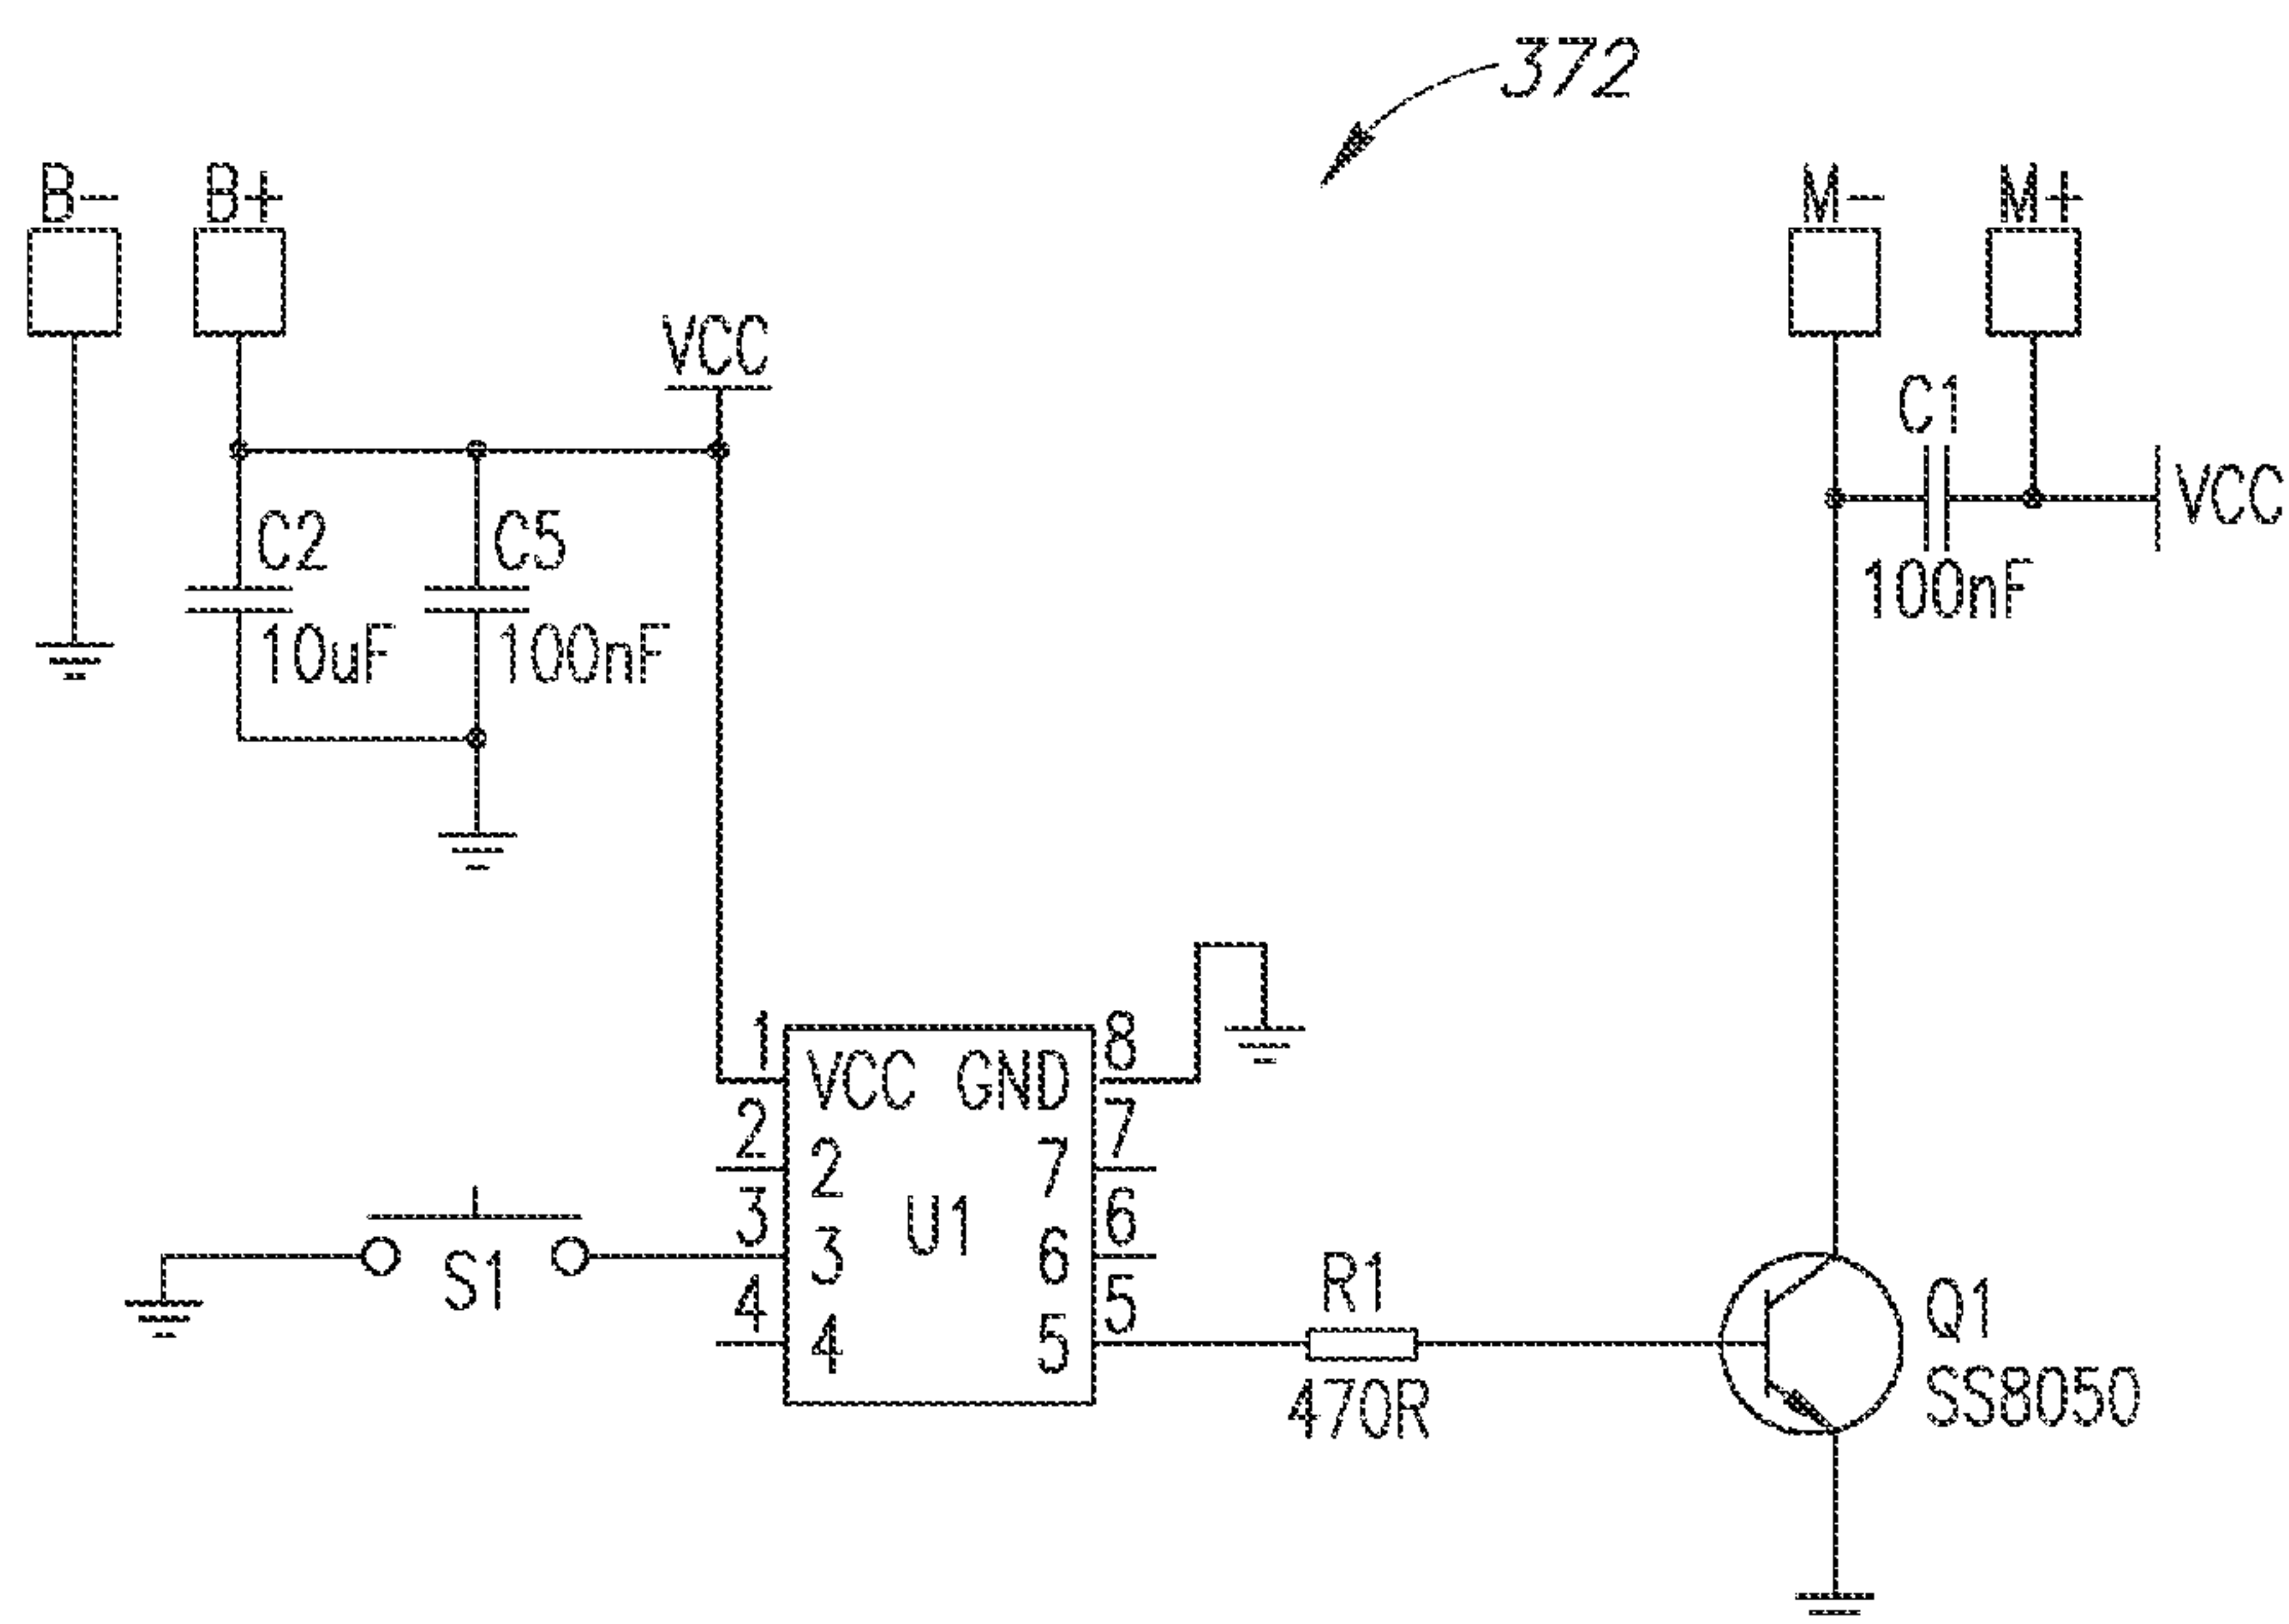 372
B-
B+
M-
M+
VCC
C1
VCC
100nF
C2
C5
10uF
100nF
1
8
VCC GND
2
7
2
7
3
6
U1
3
6
S1
4
5
R1
4
5
470R
Q1
SS8050